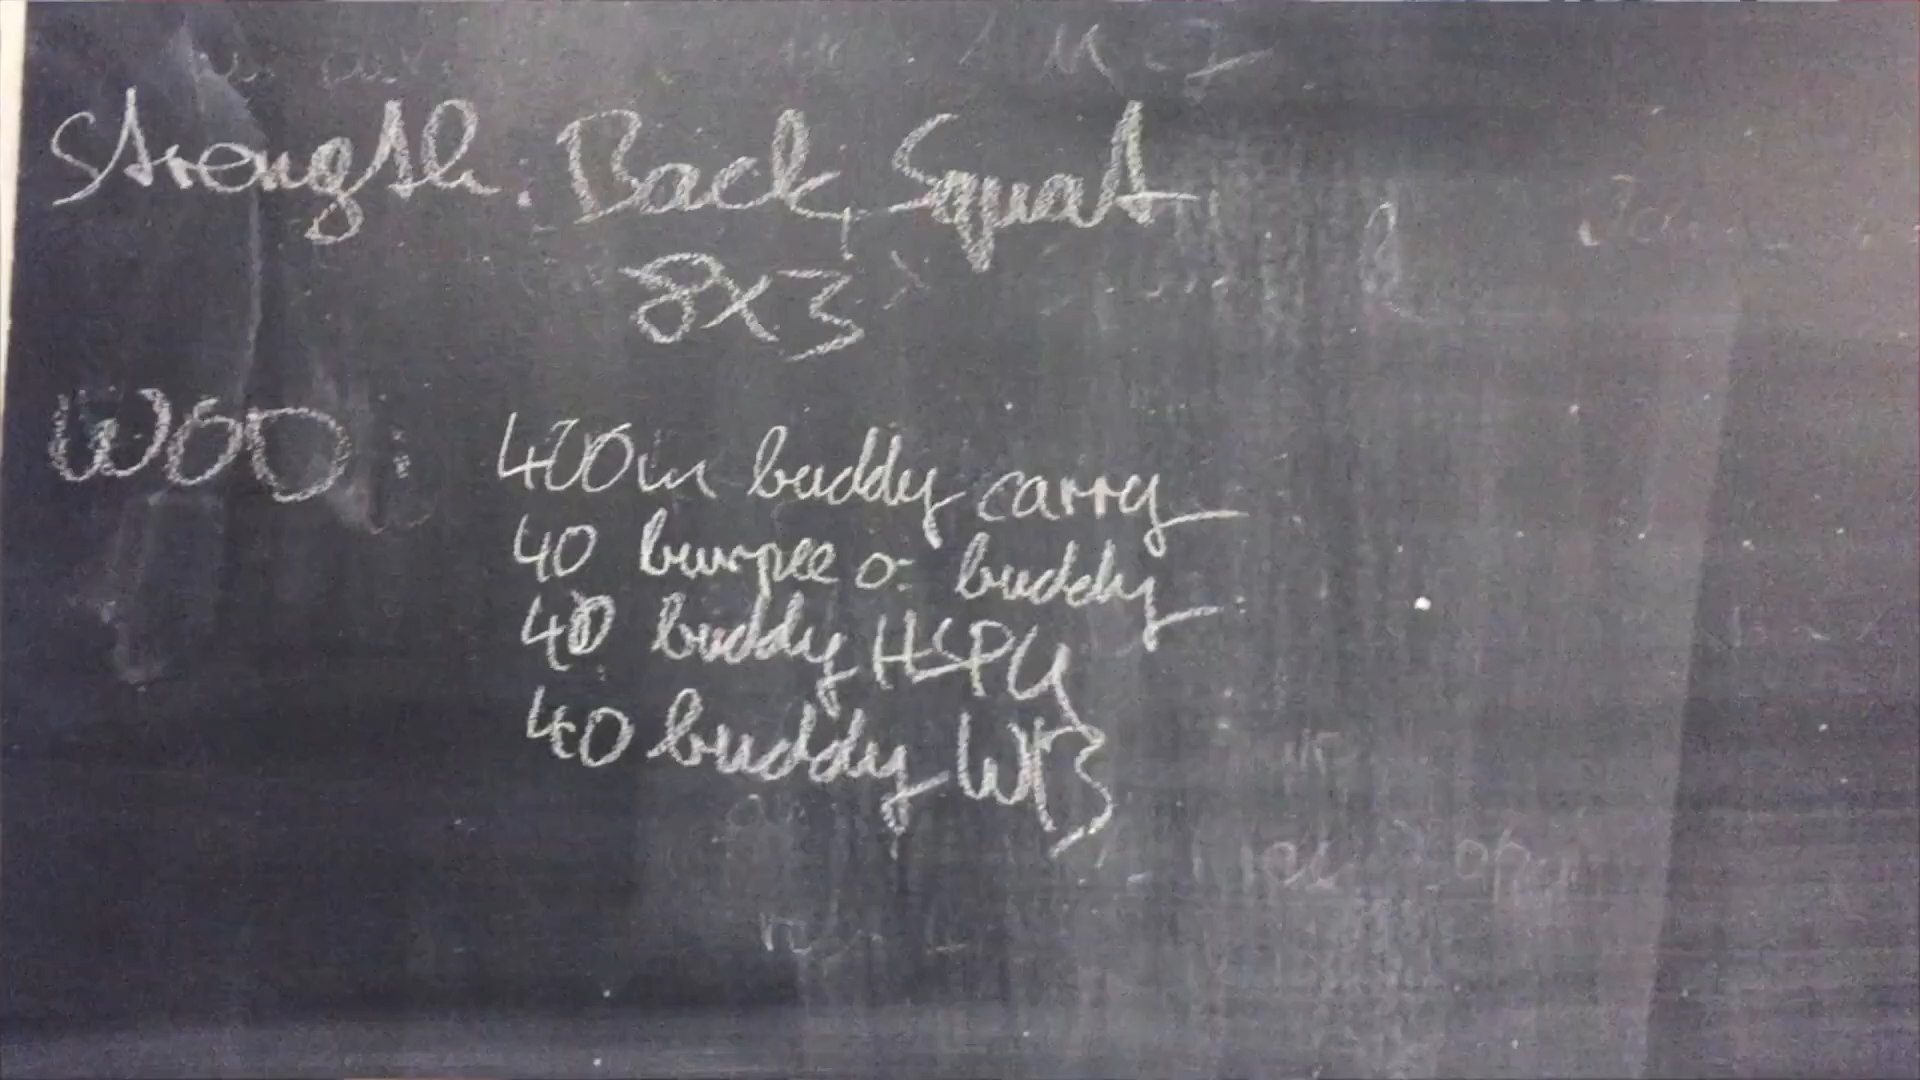 Strength: Back Squat
8x3
WOD: 400m buddy carry
40 burpee o. buddy
40 buddy HSPU
40 buddy WB